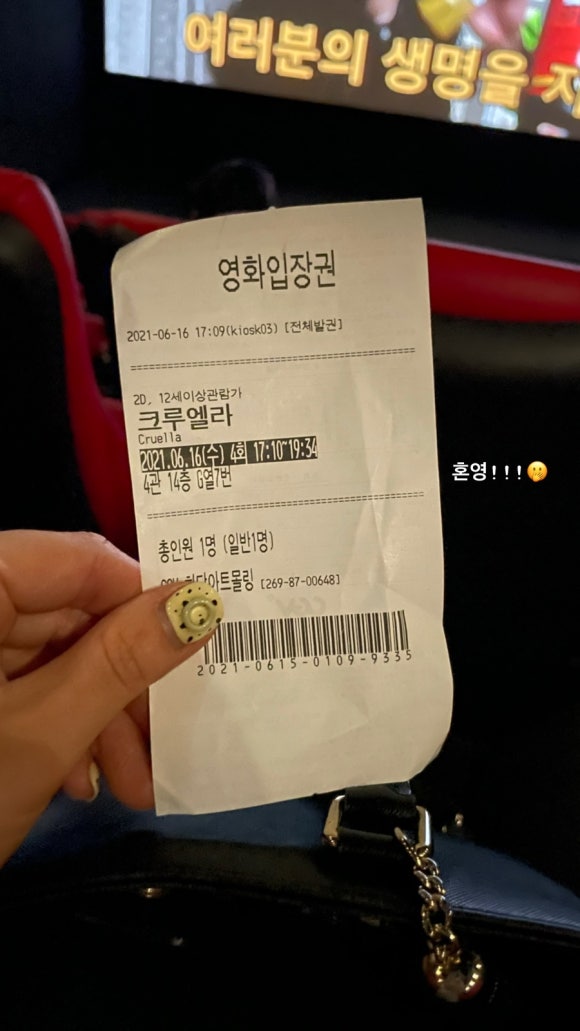 여러분의 생명을
영화입장권
2021-06-16 17:09(kiosk03) [전체발권]
2D, 12세이상관람가
크루엘라
Cruella
2021.06.16(수) 4회 17:10~19:34
4관 14층 G열7번
혼영!!!🤭
총인원 1명 (일반1명)
[269-87-00648]
2021-0615-0109-9335